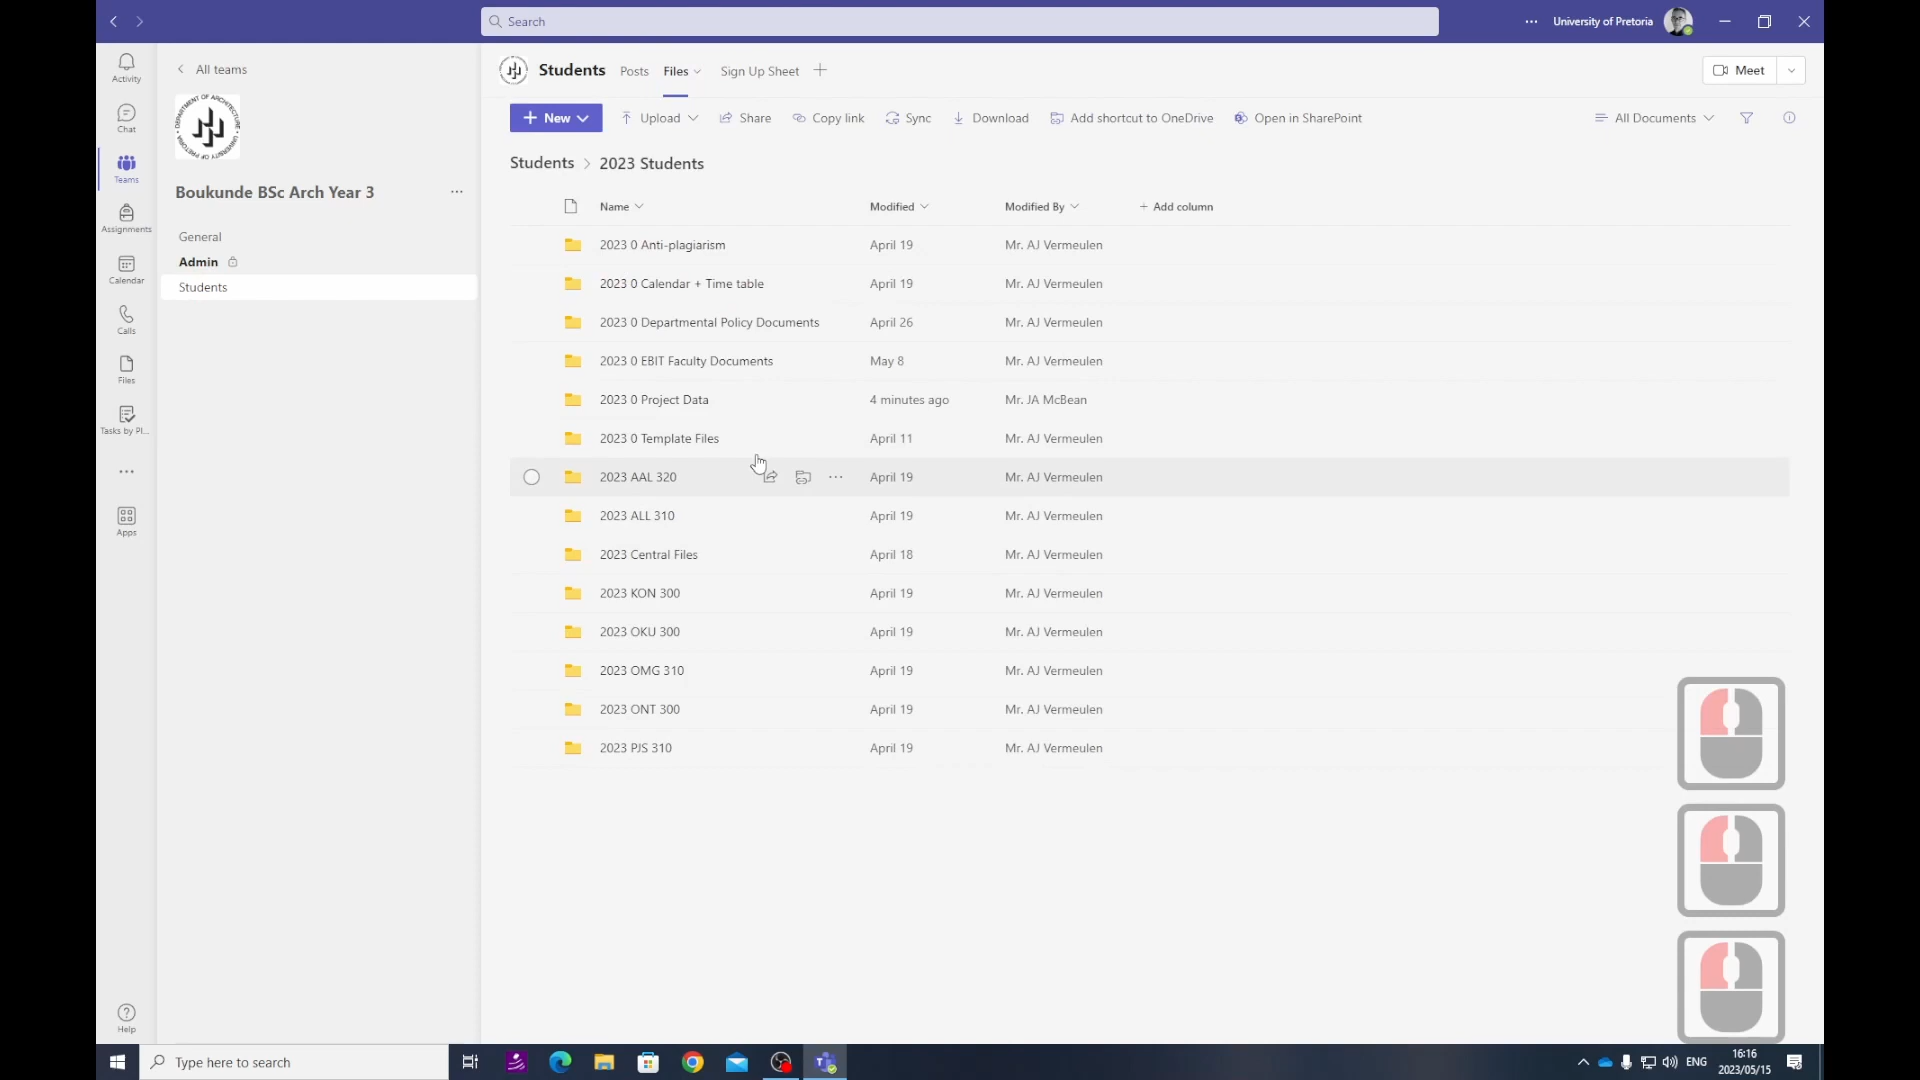 Search
University of Pretoria
Activity
Chat
Teams
Assignments
Calendar
Calls
Files
Tasks by Pl...
Apps
Help
All teams
DEPARTMENT OF ARCHITECTURE UNIVERSITY OF PRETORIA
Boukunde BSc Arch Year 3
General
Admin
Students
Students Posts Files Sign Up Sheet
Meet
New Upload Share Copy link Sync Download Add shortcut to OneDrive Open in SharePoint All Documents
Students > 2023 Students
Name Modified Modified By + Add column
2023 0 Anti-plagiarism April 19 Mr. AJ Vermeulen
2023 0 Calendar + Time table April 19 Mr. AJ Vermeulen
2023 0 Departmental Policy Documents April 26 Mr. AJ Vermeulen
2023 0 EBIT Faculty Documents May 8 Mr. AJ Vermeulen
2023 0 Project Data 4 minutes ago Mr. JA McBean
2023 0 Template Files April 11 Mr. AJ Vermeulen
2023 AAL 320 April 19 Mr. AJ Vermeulen
2023 ALL 310 April 19 Mr. AJ Vermeulen
2023 Central Files April 18 Mr. AJ Vermeulen
2023 KON 300 April 19 Mr. AJ Vermeulen
2023 OKU 300 April 19 Mr. AJ Vermeulen
2023 OMG 310 April 19 Mr. AJ Vermeulen
2023 ONT 300 April 19 Mr. AJ Vermeulen
2023 PJS 310 April 19 Mr. AJ Vermeulen
Type here to search
ENG
16:16
2023/05/15